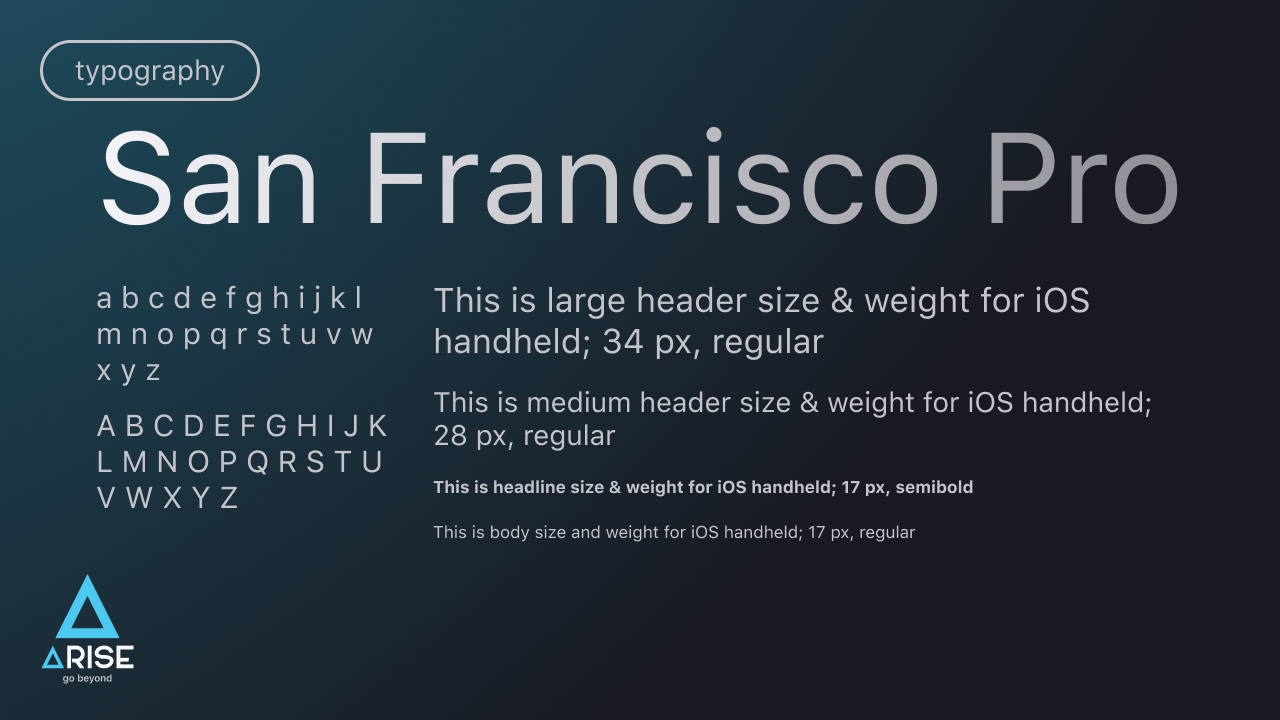 typography
San Francisco Pro
a b c d e f g h i j k l
m n o p q r s t u v w
x y z
A B C D E F G H I J K
L M N O P Q R S T U
V W X Y Z
This is large header size & weight for iOS
handheld; 34 px, regular
This is medium header size & weight for iOS handheld;
28 px, regular
This is headline size & weight for iOS handheld; 17 px, semibold
This is body size and weight for iOS handheld; 17 px, regular
ARISE
go beyond